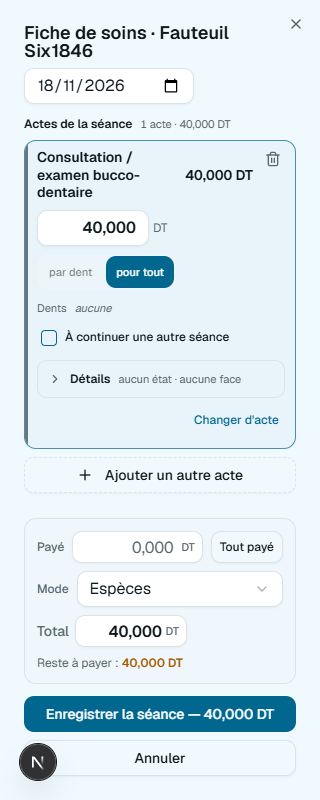 Fiche de soins · Fauteuil
Six1846
18/11/2026
Actes de la séance 1 acte · 40,000 DT
Consultation /
examen bucco-
dentaire
40,000 DT
40,000 DT
par dent pour tout
Dents aucune
À continuer une autre séance
Détails aucun état · aucune face
Changer d'acte
+ Ajouter un autre acte
Payé 0,000 DT Tout payé
Mode Espèces
Total 40,000 DT
Reste à payer : 40,000 DT
Enregistrer la séance — 40,000 DT
N Annuler